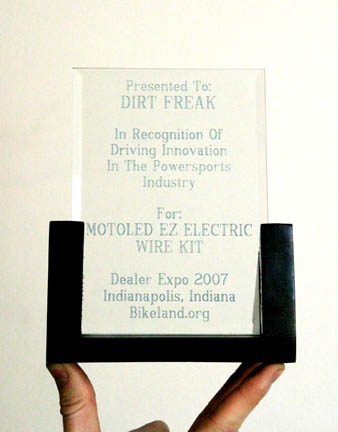 Presented To:
DIRT FREAK
In Recognition Of
Driving Innovation
In The Powersports
Industry
For:
MOTOLED EZ ELECTRIC
WIRE KIT
Dealer Expo 2007
Indianapolis, Indiana
Bikeland.org